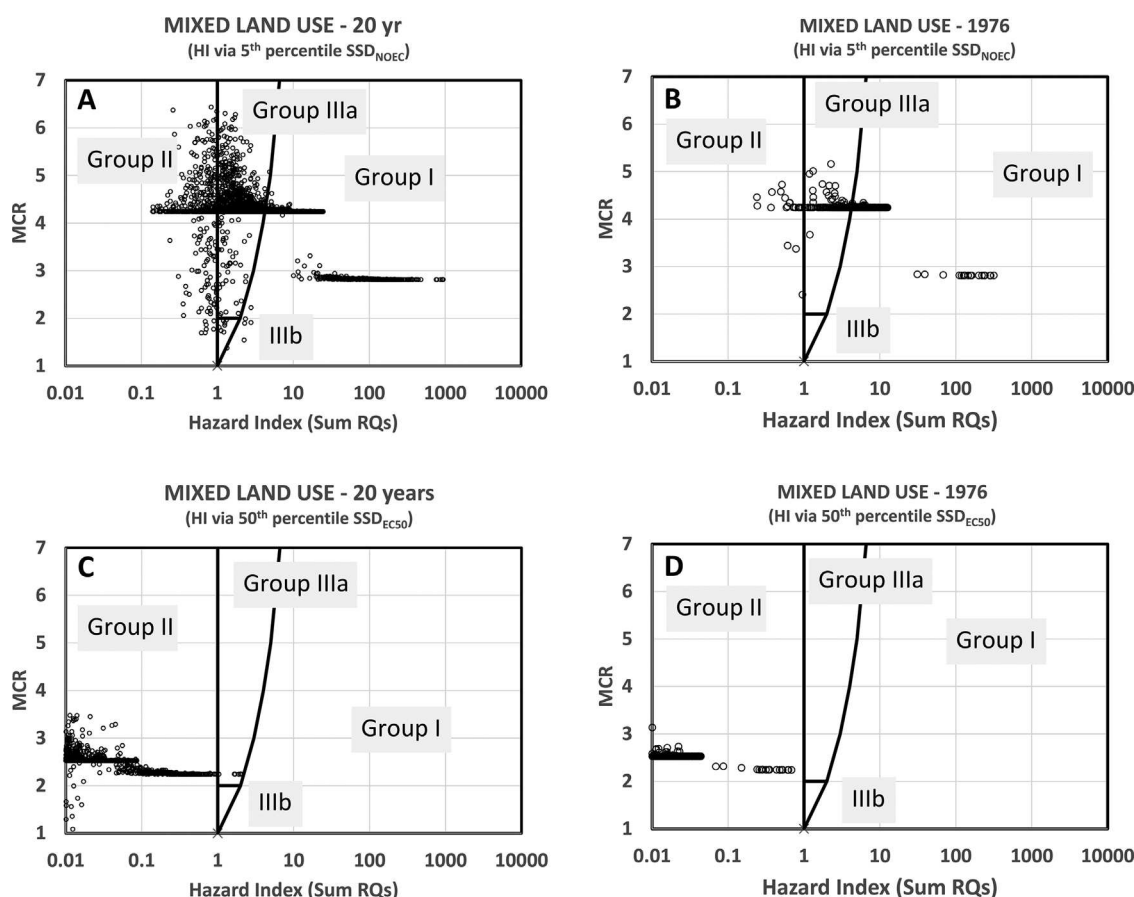 MIXED LAND USE - 20 yr
(HI via 5th percentile SSDNOEC)
A
Group IIIa
Group II
Group I
IIIb
MCR
7
6
5
4
3
2
1
0.01 0.1 1 10 100 1000 10000
Hazard Index (Sum RQs)
MIXED LAND USE - 1976
(HI via 5th percentile SSDNOEC)
B
Group IIIa
Group II
Group I
IIIb
MCR
7
6
5
4
3
2
1
0.01 0.1 1 10 100 1000 10000
Hazard Index (Sum RQs)
MIXED LAND USE - 20 years
(HI via 50th percentile SSDEC50)
C
Group IIIa
Group II
Group I
IIIb
MCR
7
6
5
4
3
2
1
0.01 0.1 1 10 100 1000 10000
Hazard Index (Sum RQs)
MIXED LAND USE - 1976
(HI via 50th percentile SSDEC50)
D
Group IIIa
Group II
Group I
IIIb
MCR
7
6
5
4
3
2
1
0.01 0.1 1 10 100 1000 10000
Hazard Index (Sum RQs)